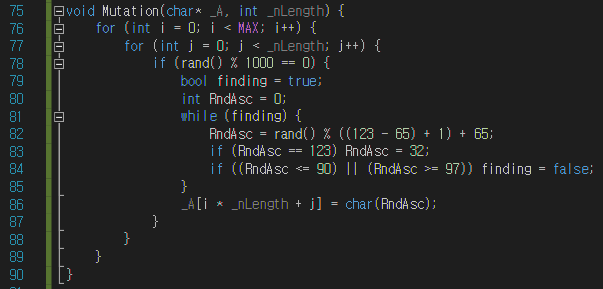 75 void Mutation(char* _A, int _nLength) {
76     for (int i = 0; i < MAX; i++) {
77         for (int j = 0; j < _nLength; j++) {
78             if (rand() % 1000 == 0) {
79                 bool finding = true;
80                 int RndAsc = 0;
81                 while (finding) {
82                     RndAsc = rand() % ((123 - 65) + 1) + 65;
83                     if (RndAsc == 123) RndAsc = 32;
84                     if ((RndAsc <= 90) || (RndAsc >= 97)) finding = false;
85                 }
86                 _A[i * _nLength + j] = char(RndAsc);
87             }
88         }
89     }
90 }